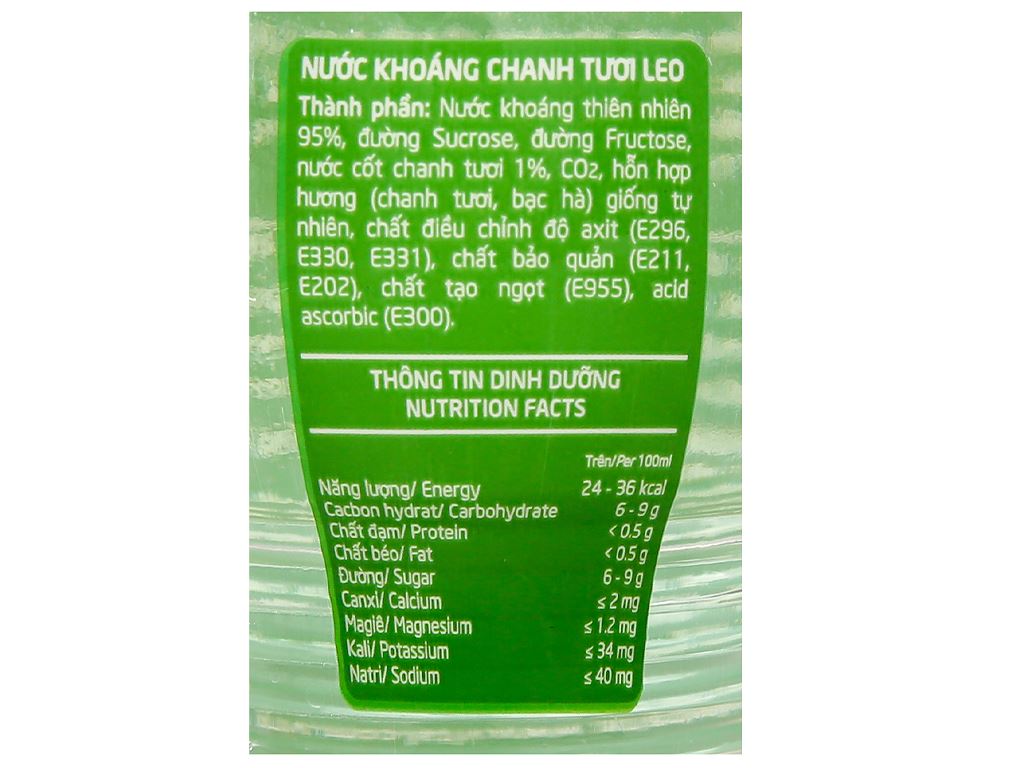 NƯỚC KHOÁNG CHANH TƯƠI LEO
Thành phần: Nước khoáng thiên nhiên
95%, đường Sucrose, đường Fructose,
nước cốt chanh tươi 1%, CO₂, hỗn hợp
hương (chanh tươi, bạc hà) giống tự
nhiên, chất điều chỉnh độ axit (E296,
E330, E331), chất bảo quản (E211,
E202), chất tạo ngọt (E955), acid
ascorbic (E300).
THÔNG TIN DINH DƯỠNG
NUTRITION FACTS
Trên/Per 100ml
Năng lượng/ Energy 24 - 36 kcal
Cacbon hydrat/ Carbohydrate 6 - 9 g
Chất đạm/ Protein < 0.5 g
Chất béo/ Fat < 0.5 g
Đường/ Sugar 6 - 9 g
Canxi/ Calcium ≤ 2 mg
Magiê/ Magnesium ≤ 1.2 mg
Kali/ Potassium ≤ 34 mg
Natri/ Sodium ≤ 40 mg